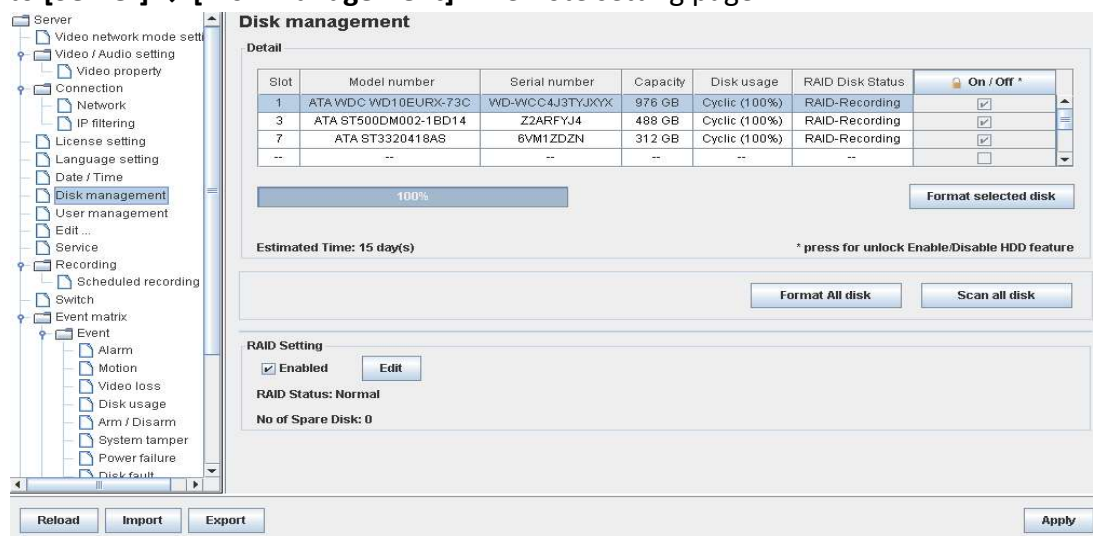 Server
Video network mode setti
Video / Audio setting
Video property
Connection
Network
IP filtering
License setting
Language setting
Date / Time
Disk management
User management
Edit ...
Service
Recording
Scheduled recording
Switch
Event matrix
Event
Alarm
Motion
Video loss
Disk usage
Arm / Disarm
System tamper
Power failure
Disk fault
Disk management
Detail
Slot Model number Serial number Capacity Disk usage RAID Disk Status On / Off *
1 ATA WDC WD10EURX-73C WD-WCC4J3TYJXYX 976 GB Cyclic (100%) RAID-Recording
3 ATA ST500DM002-1BD14 Z2ARFYJ4 488 GB Cyclic (100%) RAID-Recording
7 ATA ST3320418AS 6VM1ZDZN 312 GB Cyclic (100%) RAID-Recording
-- -- -- -- -- --
100%
Format selected disk
Estimated Time: 15 day(s) * press for unlock Enable/Disable HDD feature
Format All disk Scan all disk
RAID Setting
Enabled Edit
RAID Status: Normal
No of Spare Disk: 0
Reload Import Export Apply